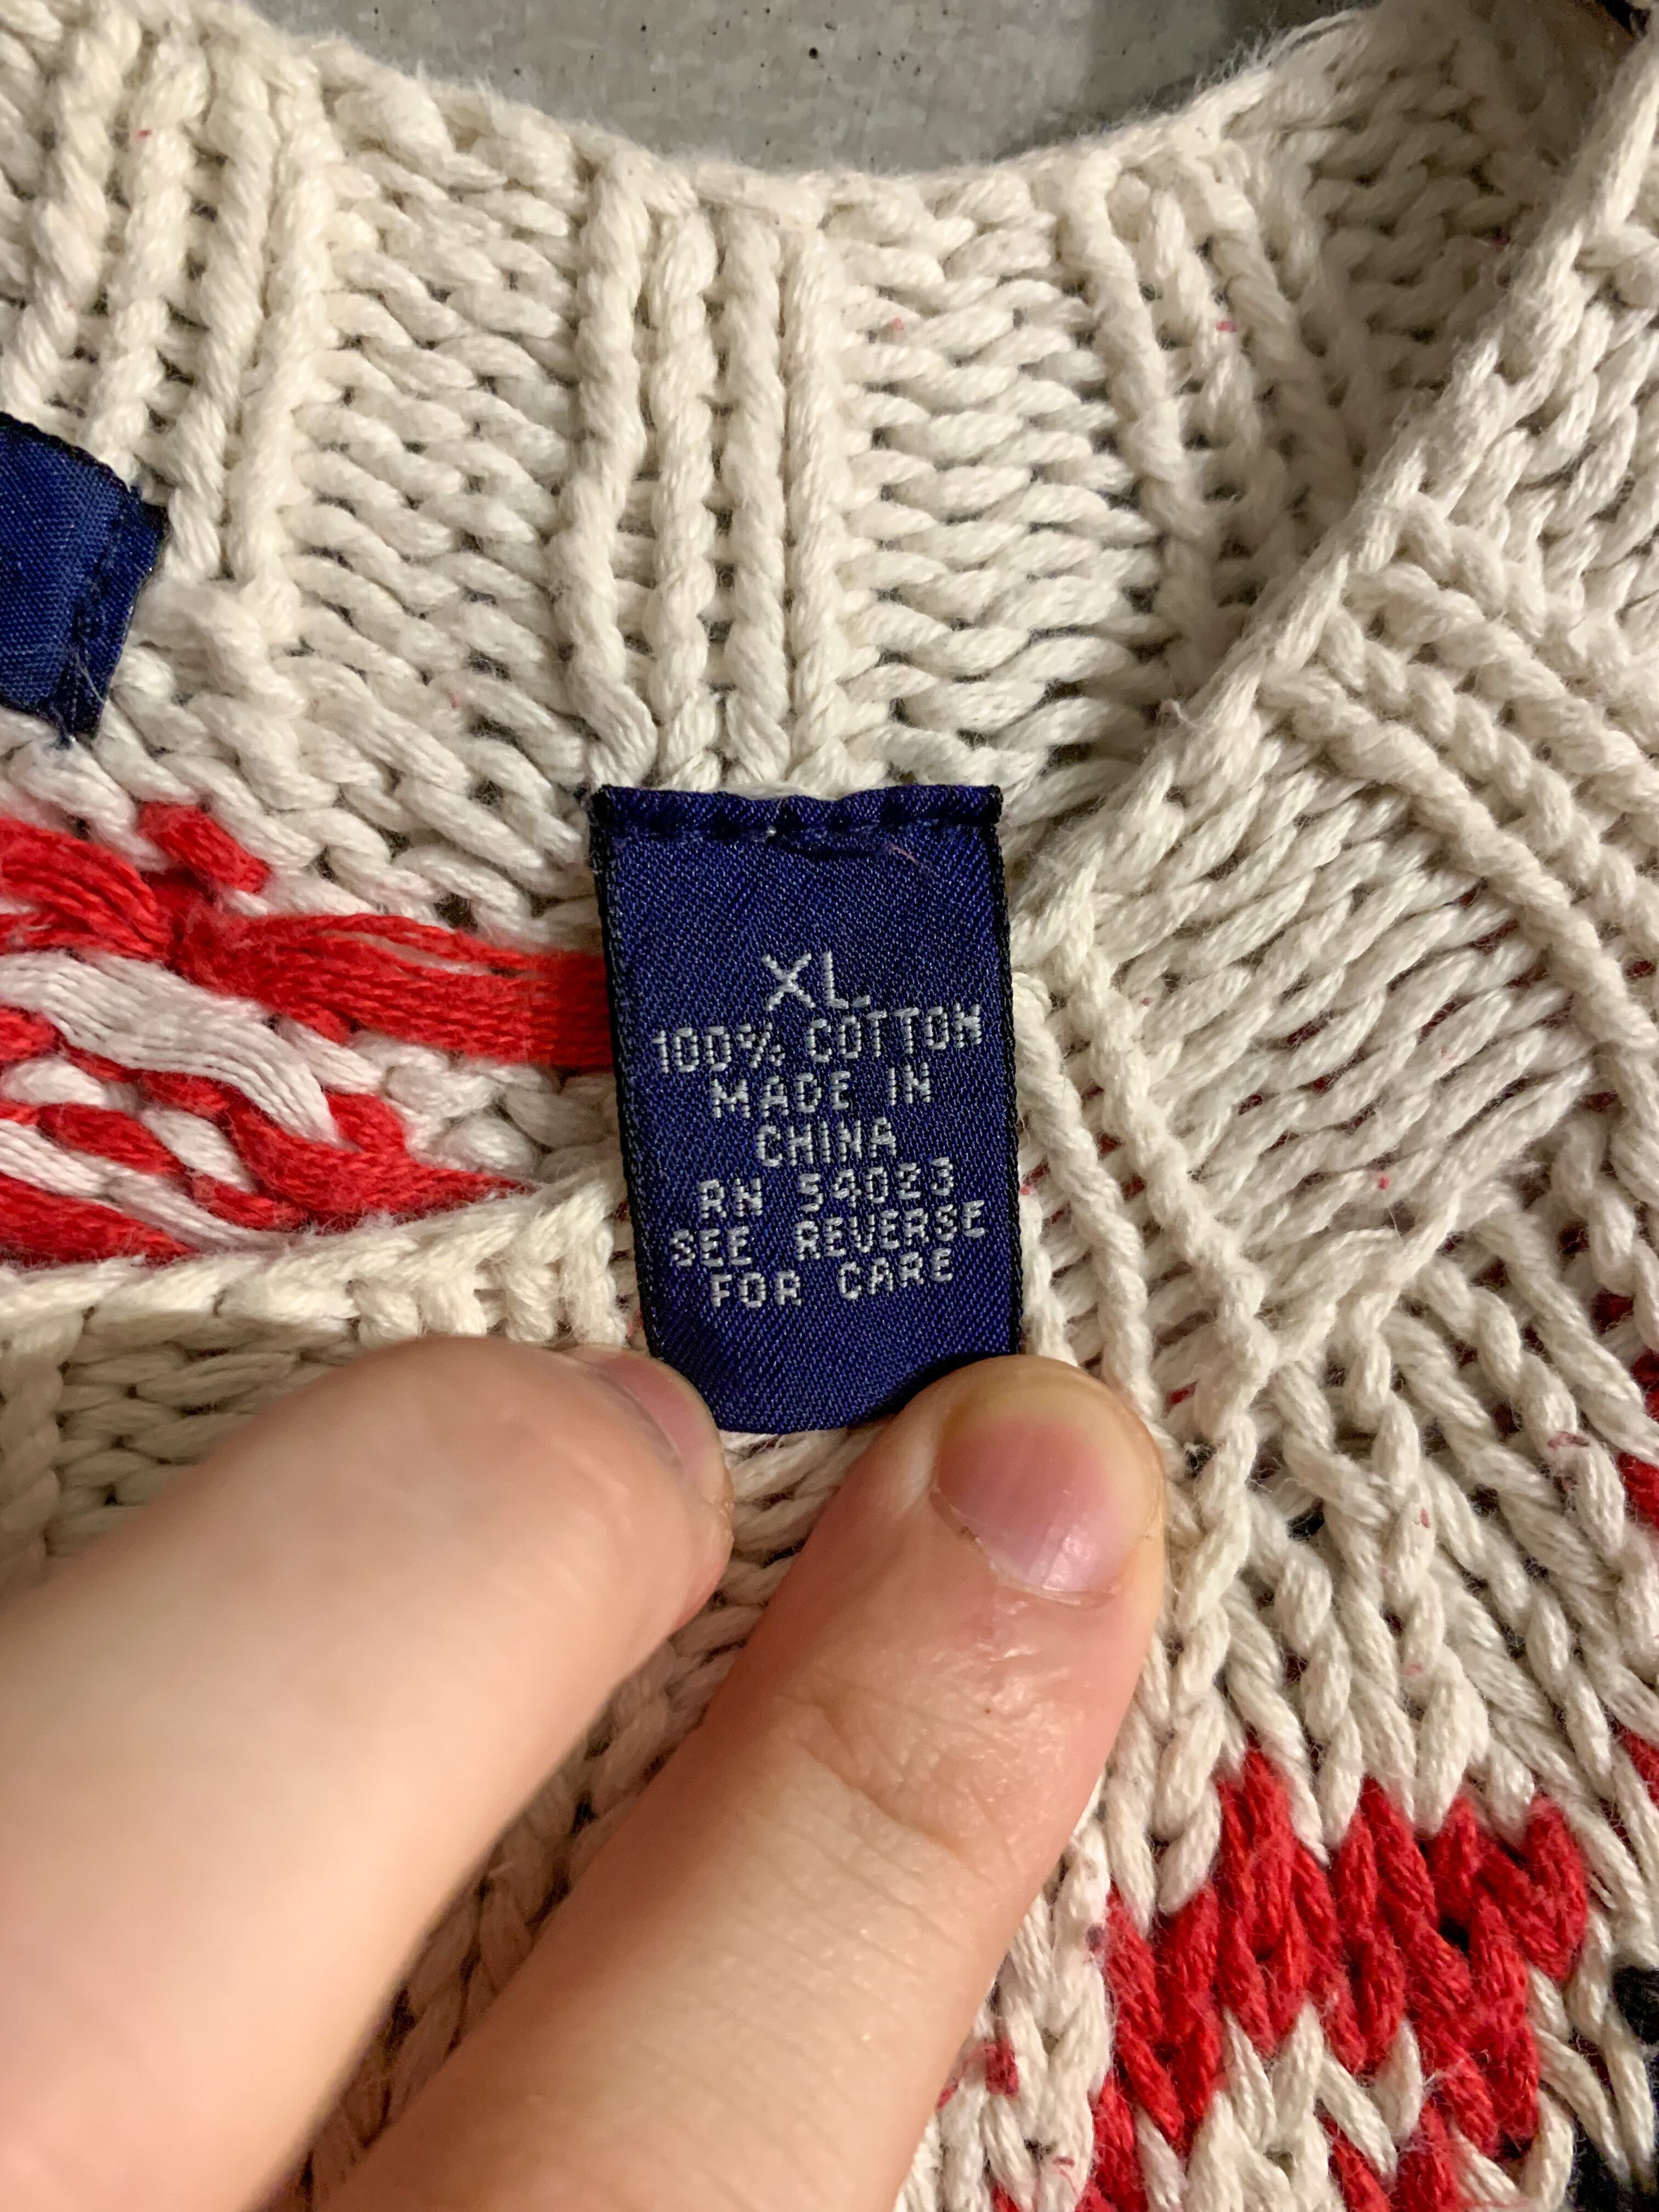 XL
100% COTTON
MADE IN
CHINA
RN 54023
SEE REVERSE
FOR CARE